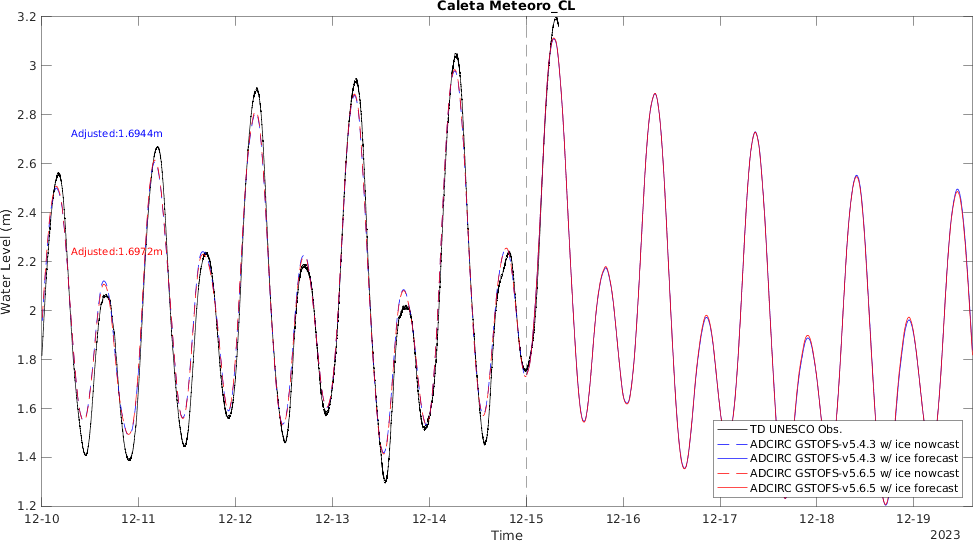 Caleta Meteoro_CL
3.2
3
2.8
2.6
2.4
2.2
2
1.8
1.6
1.4
1.2
Water Level (m)
Adjusted:1.6944m
Adjusted:1.6972m
TD UNESCO Obs.
ADCIRC GSTOFS-v5.4.3 w/ ice nowcast
ADCIRC GSTOFS-v5.4.3 w/ ice forecast
ADCIRC GSTOFS-v5.6.5 w/ ice nowcast
ADCIRC GSTOFS-v5.6.5 w/ ice forecast
12-10 12-11 12-12 12-13 12-14 12-15 12-16 12-17 12-18 12-19
Time
2023